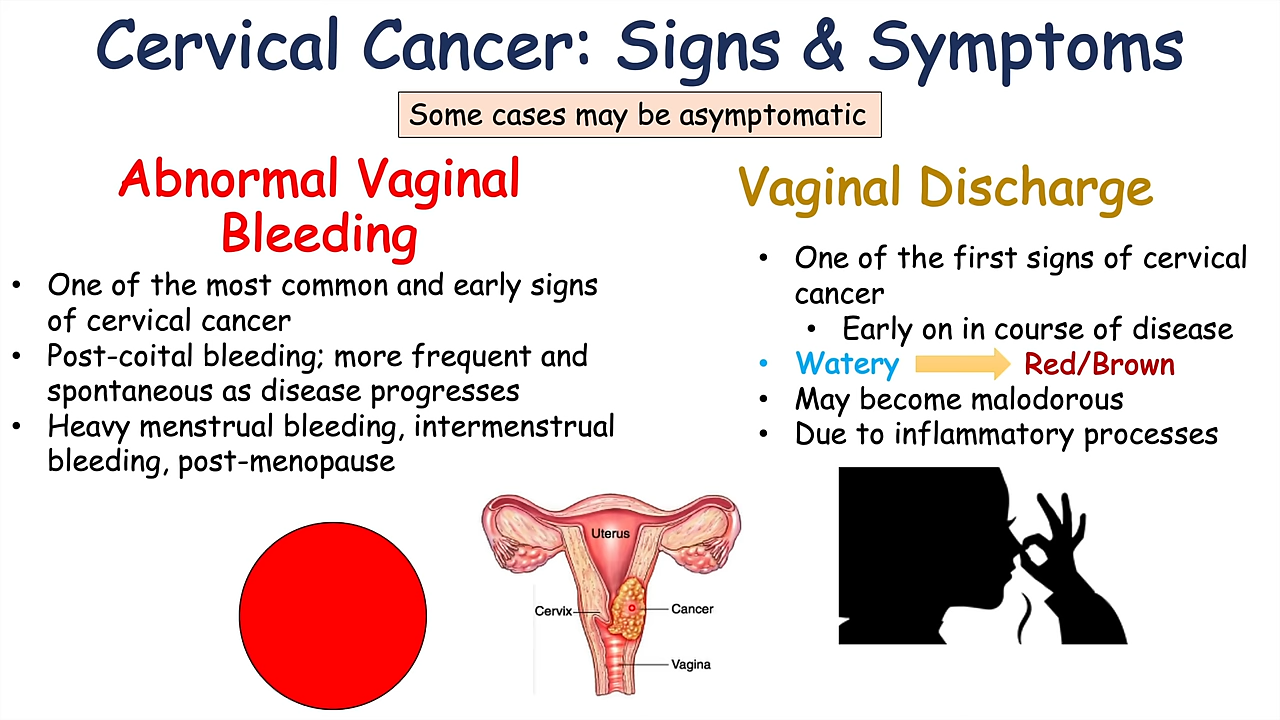 Cervical Cancer: Signs & Symptoms
Some cases may be asymptomatic
Abnormal Vaginal
Bleeding
• One of the most common and early signs
of cervical cancer
• Post-coital bleeding; more frequent and
spontaneous as disease progresses
• Heavy menstrual bleeding, intermenstrual
bleeding, post-menopause
Vaginal Discharge
• One of the first signs of cervical
cancer
• Early on in course of disease
• Watery Red/Brown
• May become malodorous
• Due to inflammatory processes
Uterus
Cervix
Cancer
Vagina